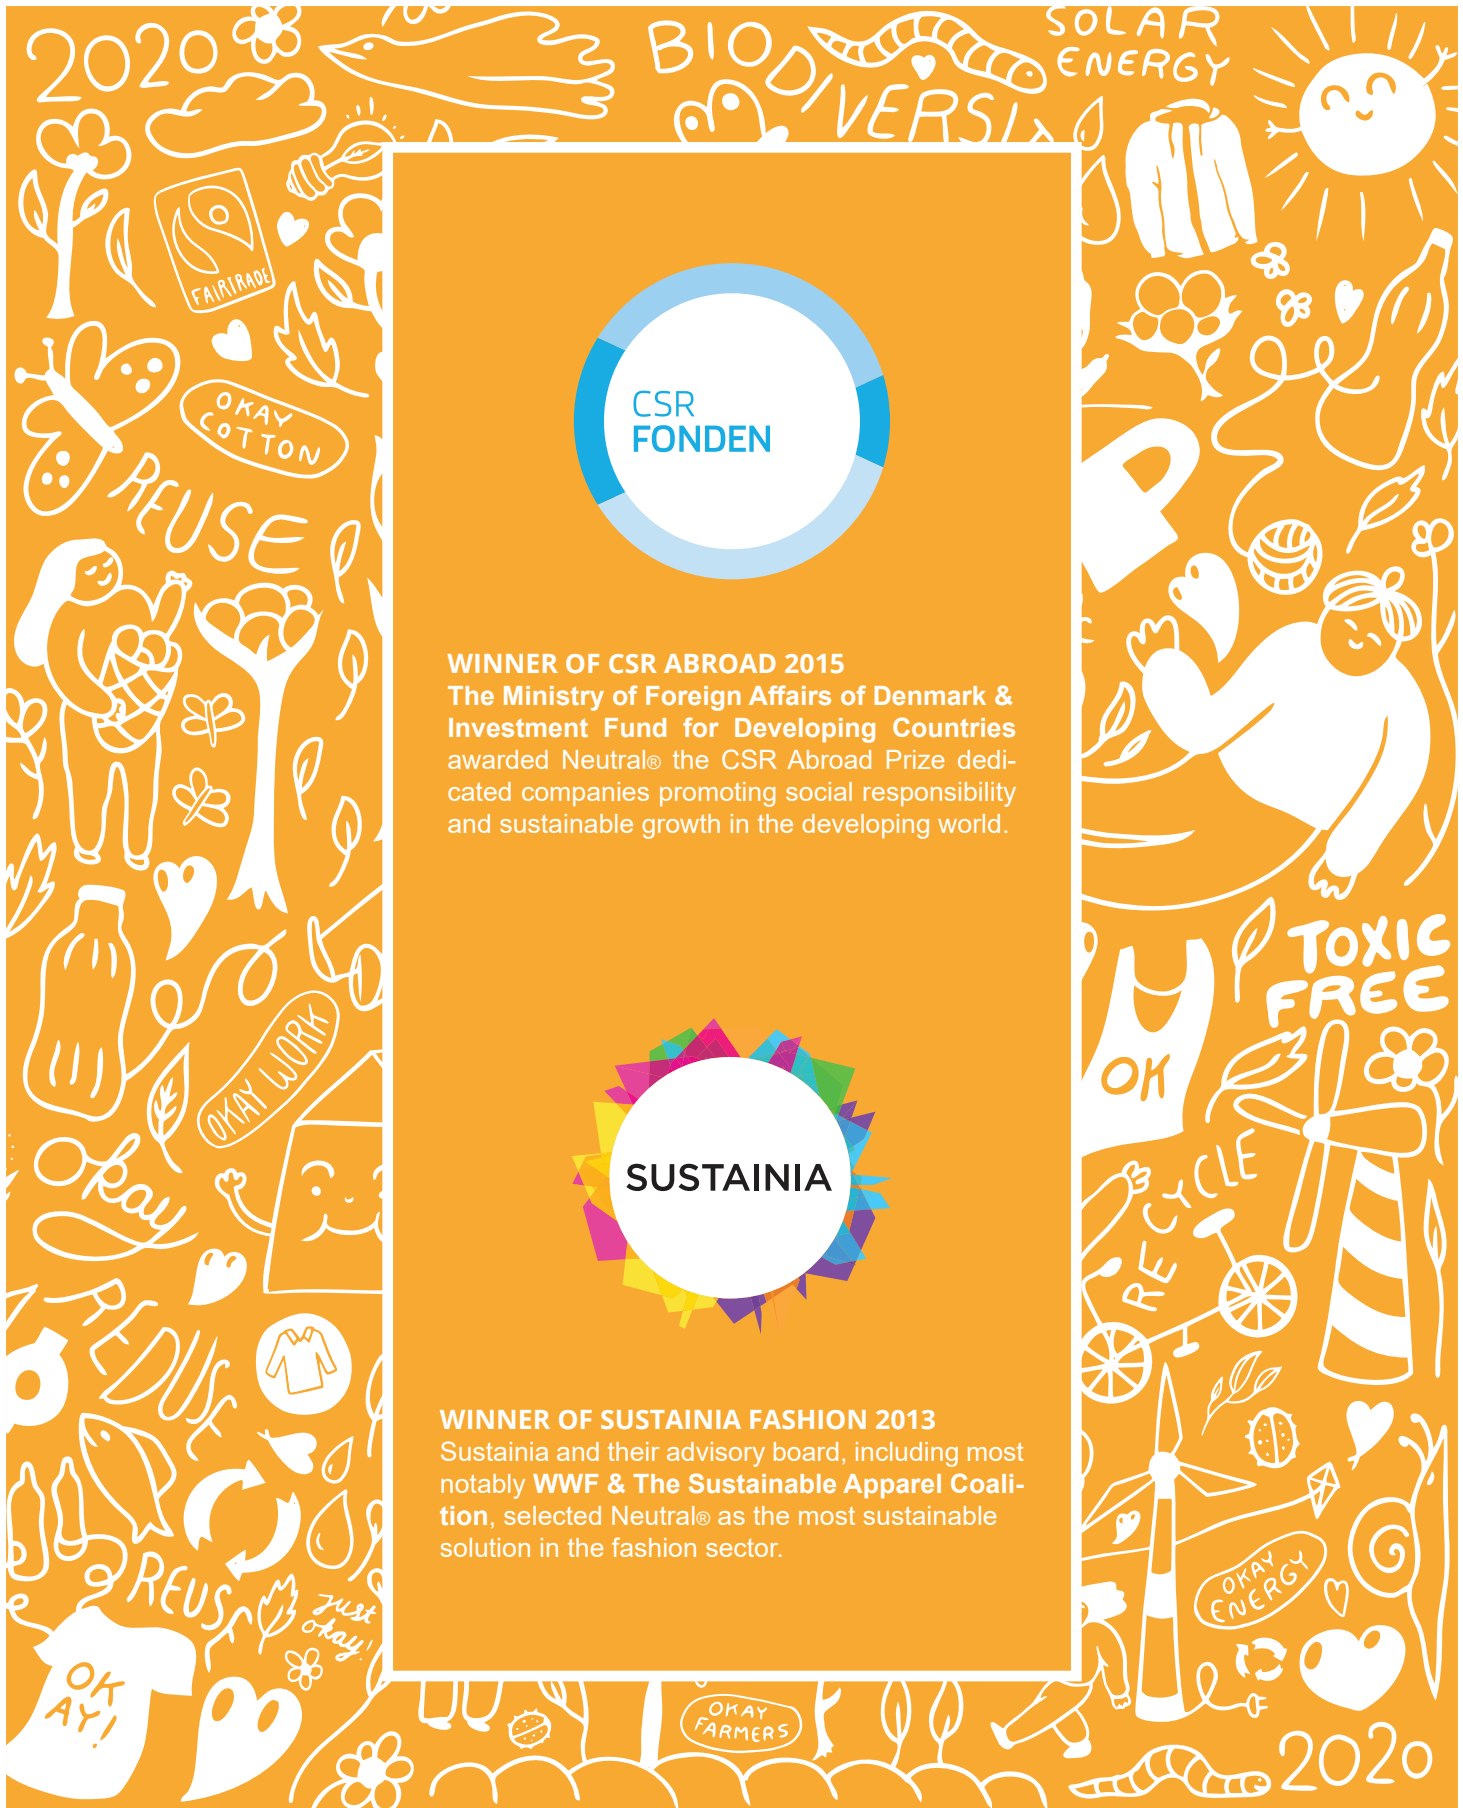 2020
BIODIVERSI
SOLAR
ENERGY
FAIRTRADE
OKAY
COTTON
REUSE
CSR
FONDEN
WINNER OF CSR ABROAD 2015
The Ministry of Foreign Affairs of Denmark &
Investment Fund for Developing Countries
awarded Neutral® the CSR Abroad Prize dedi-
cated companies promoting social responsibility
and sustainable growth in the developing world.
TOXIC
FREE
OKAY WORK
OK
okay
RECYCLE
SUSTAINIA
REDUS
WINNER OF SUSTAINIA FASHION 2013
Sustainia and their advisory board, including most
notably WWF & The Sustainable Apparel Coali-
tion, selected Neutral® as the most sustainable
solution in the fashion sector.
REUS
just
okay!
OKAY
ENERGY
OK
AY!
OKAY
FARMERS
2020